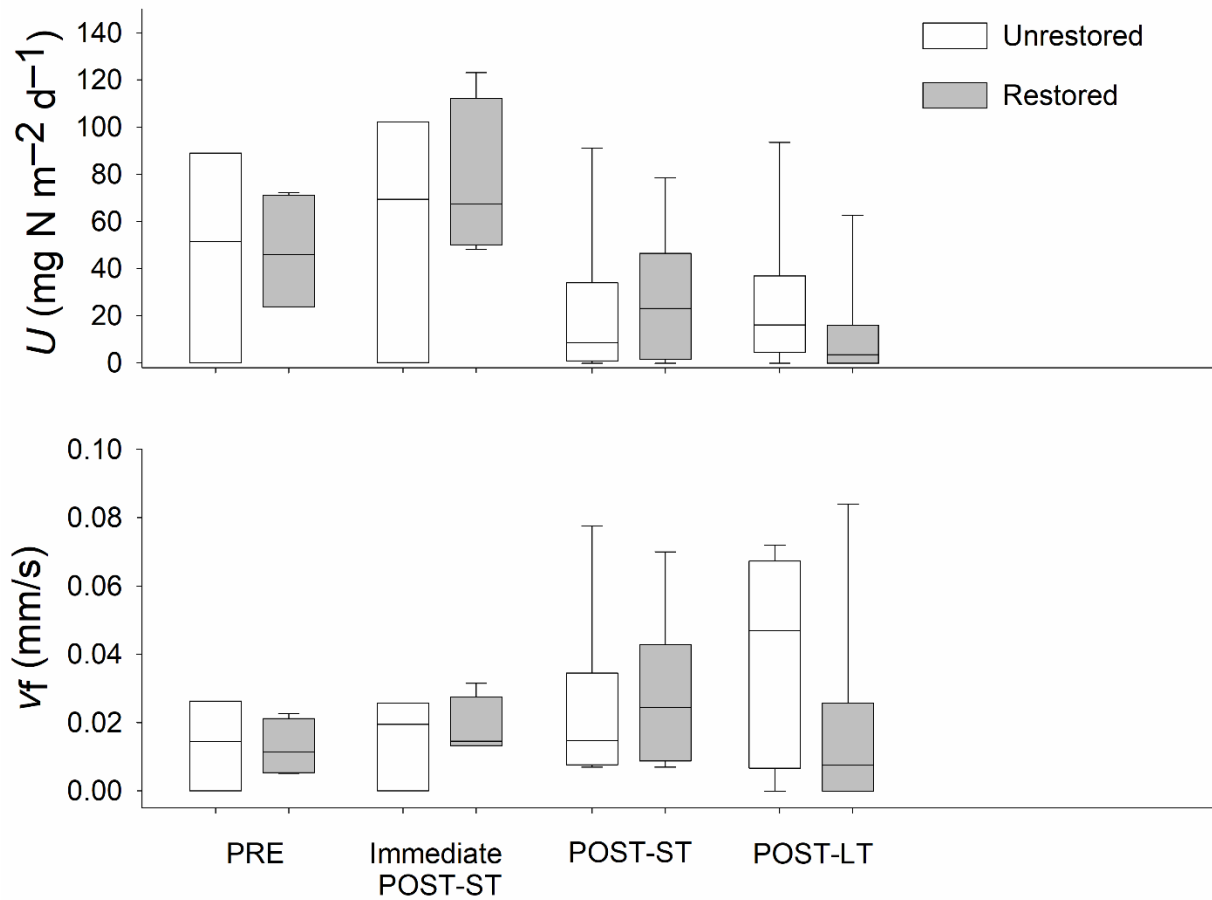 U (mg N m−2 d−1)
140
120
100
80
60
40
20
0
Unrestored
Restored
vf (mm/s)
0.10
0.08
0.06
0.04
0.02
0.00
PRE
Immediate
POST-ST
POST-ST
POST-LT